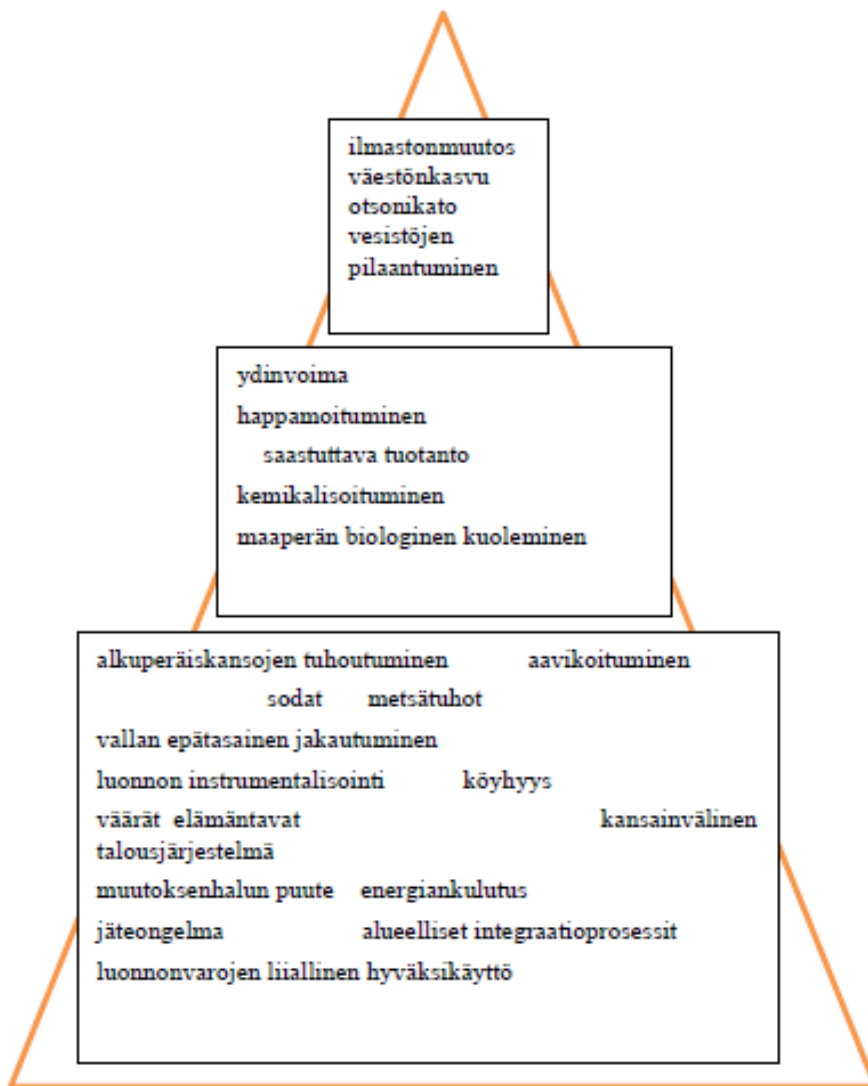 ilmastonmuutos
väestönkasvu
otsonikato
vesistöjen
pilaantuminen
ydinvoima
happamoituminen
saastuttava tuotanto
kemikalisoituminen
maaperän biologinen kuoleminen
alkuperäiskansojen tuhoutuminen aavikoituminen
sodat metsätuhot
vallan epätasainen jakautuminen
luonnon instrumentalisointi köyhyys
väärät elämäntavat kansainvälinen
talousjärjestelmä
muutoksenhalun puute energiankulutus
jäteongelma alueelliset integraatioprosessit
luonnonvarojen liiallinen hyväksikäyttö